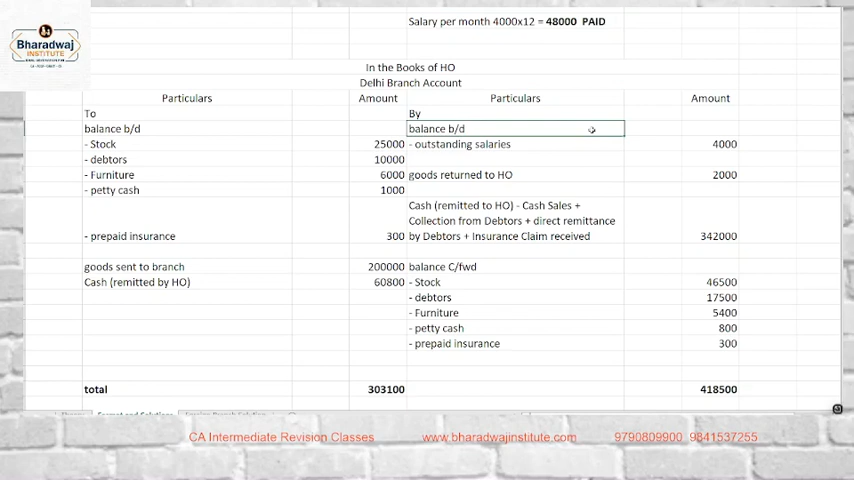 Bharadwaj
INSTITUTE
Salary per month 4000x12 = 48000 PAID
In the Books of HO
Delhi Branch Account
Particulars Amount Particulars Amount
To By
balance b/d balance b/d
- Stock 25000 - outstanding salaries 4000
- debtors 10000
- Furniture 6000 goods returned to HO 2000
- petty cash 1000
Cash (remitted to HO) - Cash Sales +
Collection from Debtors + direct remittance
- prepaid insurance 300 by Debtors + Insurance Claim received 342000
goods sent to branch 200000 balance C/fwd
Cash (remitted by HO) 60800 - Stock 46500
- debtors 17500
- Furniture 5400
- petty cash 800
- prepaid insurance 300
total 303100 418500
CA Intermediate Revision Classes www.bharadwajinstitute.com 9790809900 9841537255